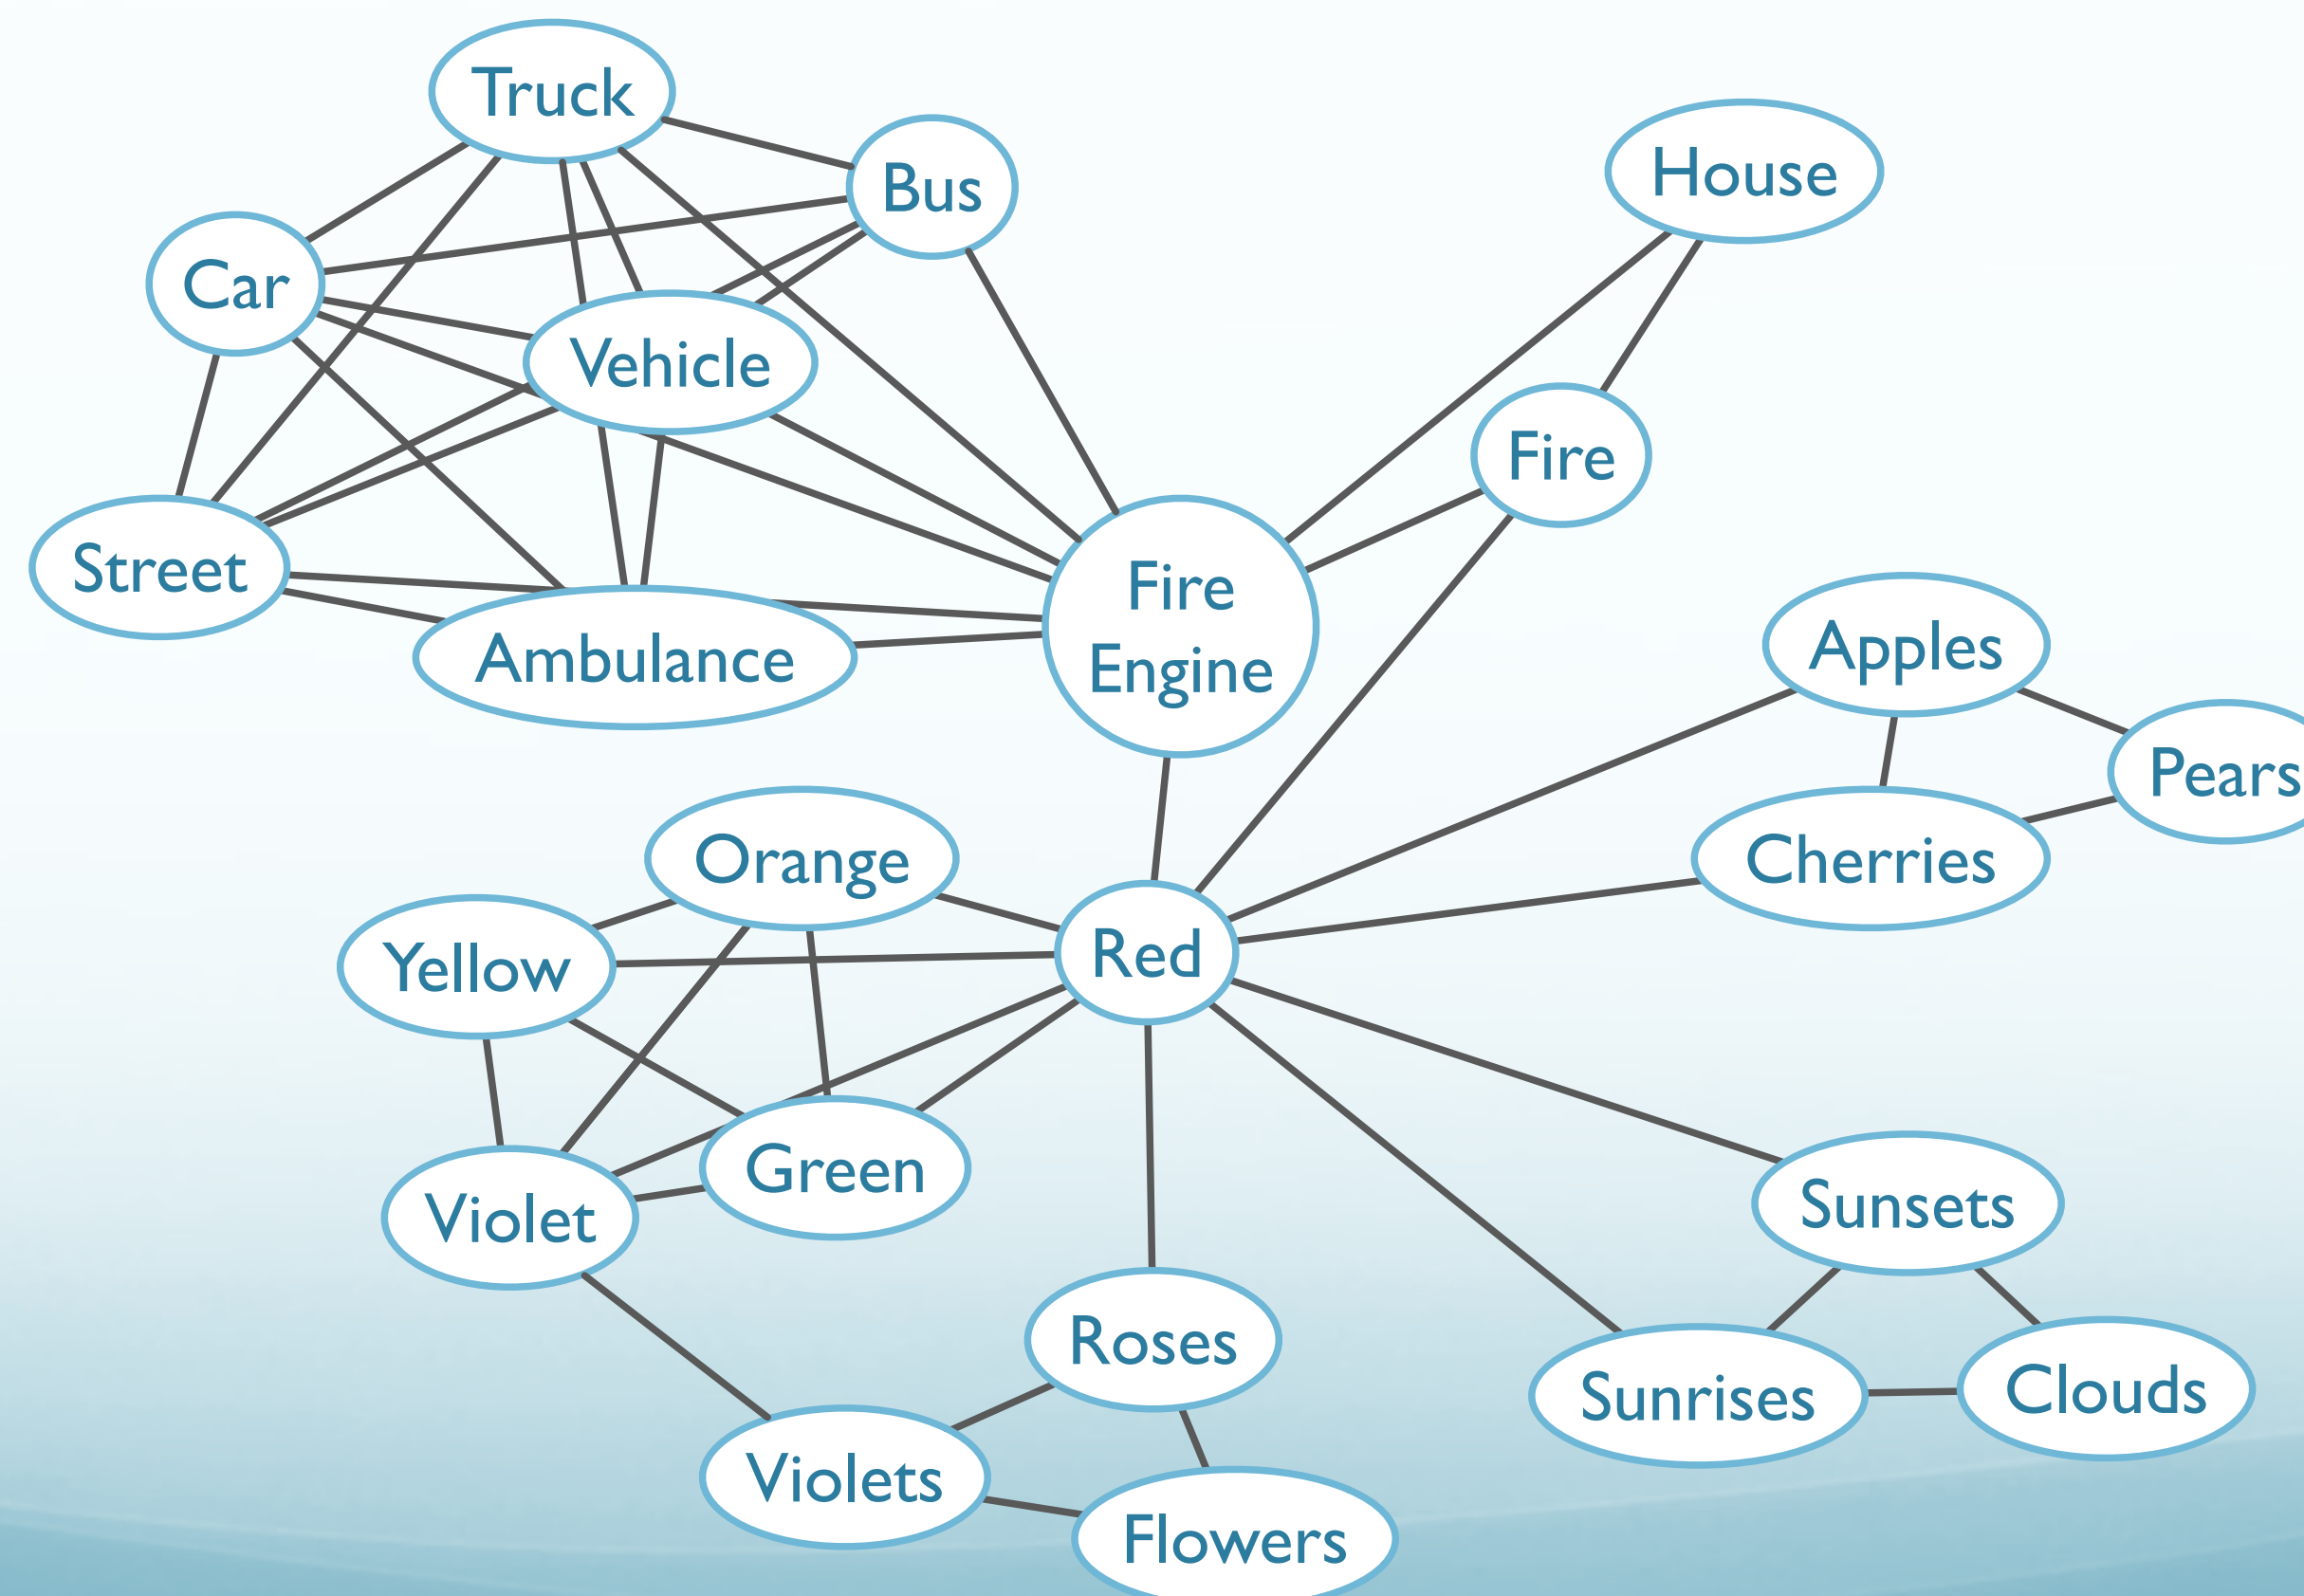 Truck
Bus
House
Car
Vehicle
Fire
Street
Fire
Engine
Ambulance
Apples
Pears
Orange
Cherries
Yellow
Red
Green
Violet
Sunsets
Roses
Sunrises
Clouds
Violets
Flowers